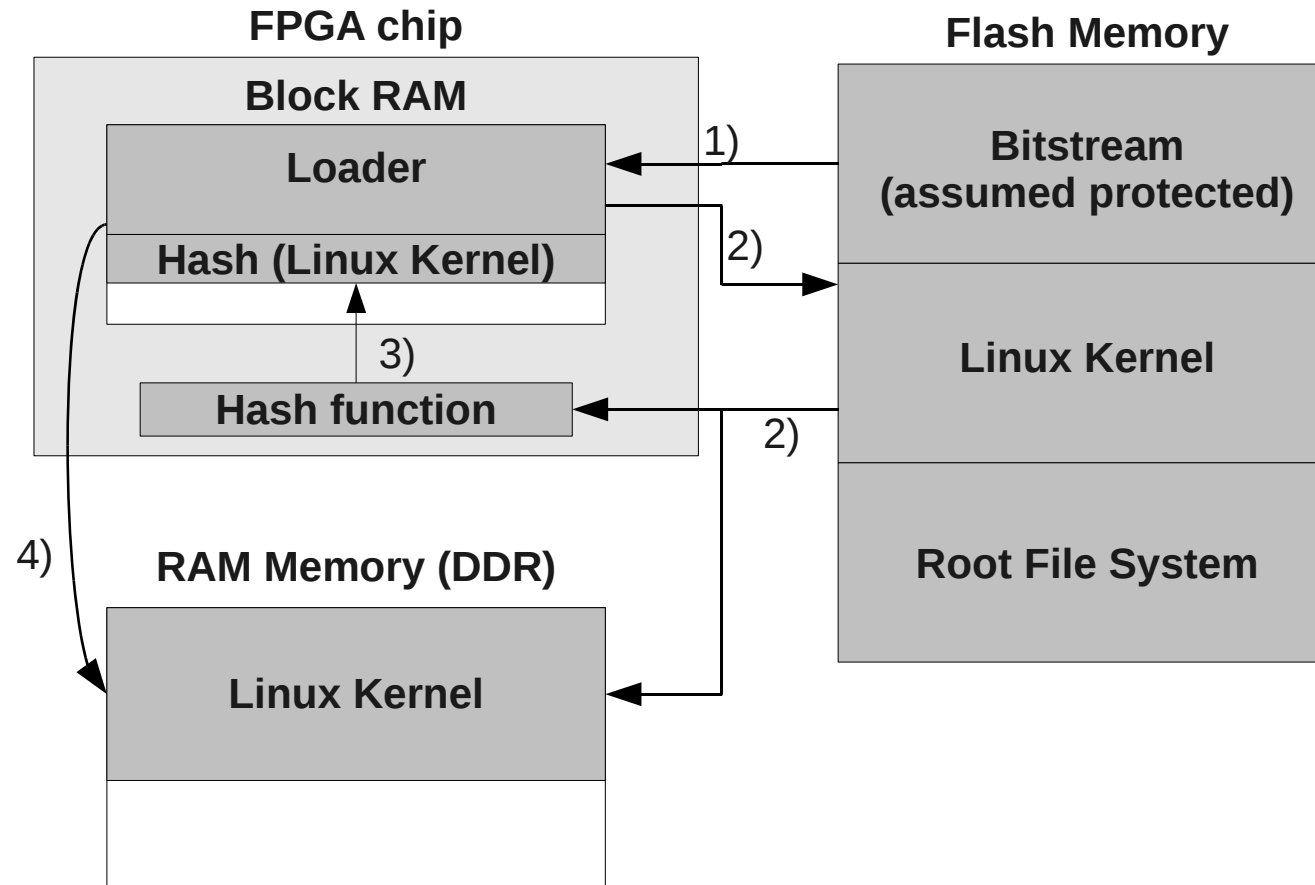 FPGA chip
Flash Memory
Block RAM
Loader
Hash (Linux Kernel)
1)
2)
3)
Hash function
2)
Bitstream
(assumed protected)
Linux Kernel
Root File System
4)
RAM Memory (DDR)
Linux Kernel